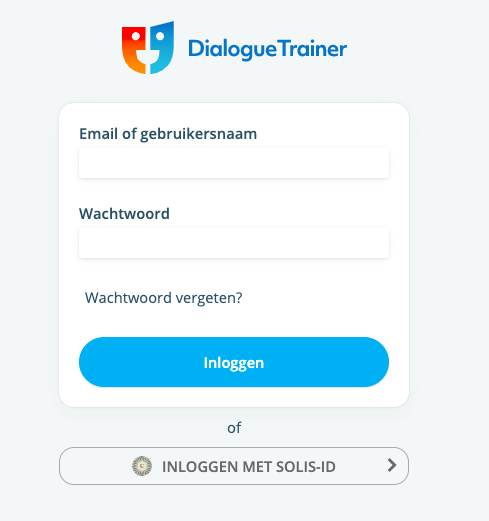 DialogueTrainer
Email of gebruikersnaam
Wachtwoord
Wachtwoord vergeten?
Inloggen
of
INLOGGEN MET SOLIS-ID